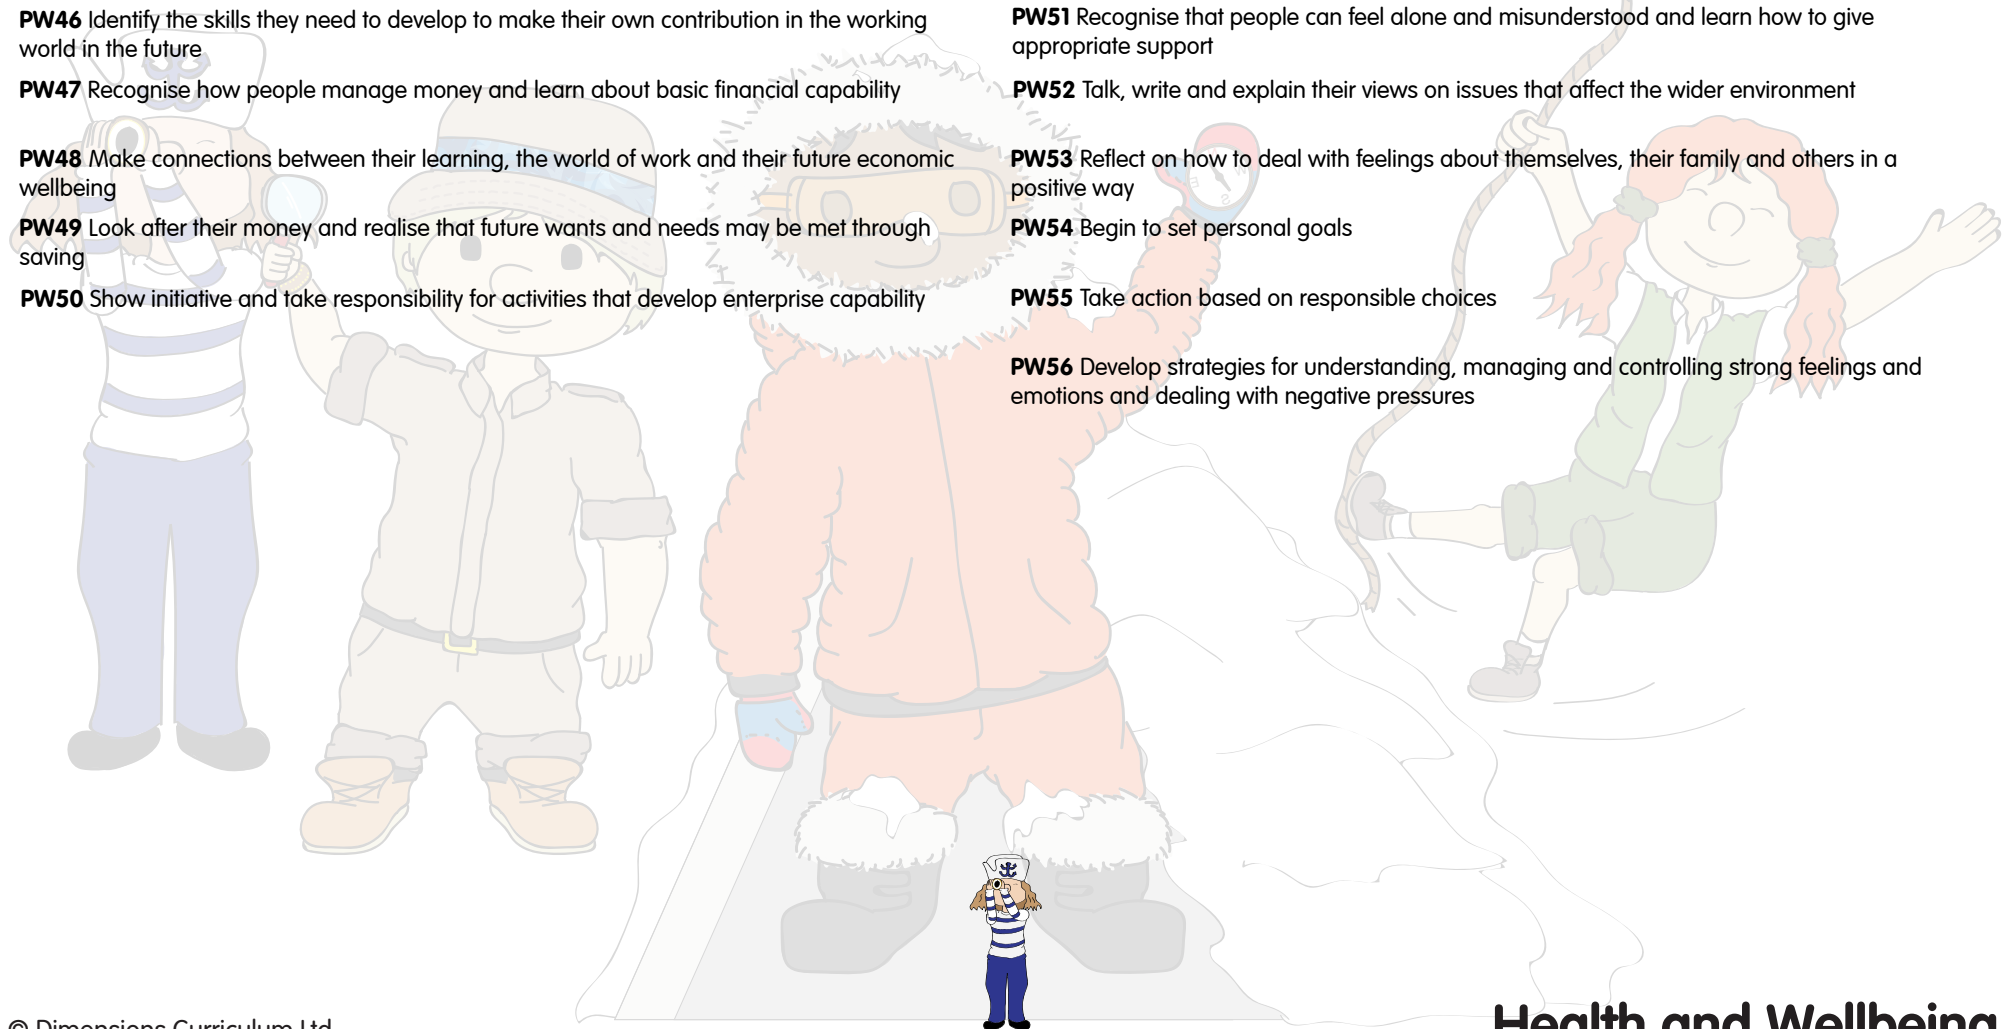 PW46 Identify the skills they need to develop to make their own contribution in the working
world in the future
PW47 Recognise how people manage money and learn about basic financial capability
PW48 Make connections between their learning, the world of work and their future economic
wellbeing
PW49 Look after their money and realise that future wants and needs may be met through
saving
PW50 Show initiative and take responsibility for activities that develop enterprise capability
PW51 Recognise that people can feel alone and misunderstood and learn how to give
appropriate support
PW52 Talk, write and explain their views on issues that affect the wider environment
PW53 Reflect on how to deal with feelings about themselves, their family and others in a
positive way
PW54 Begin to set personal goals
PW55 Take action based on responsible choices
PW56 Develop strategies for understanding, managing and controlling strong feelings and
emotions and dealing with negative pressures
© Dimensions Curriculum Ltd
Health and Wellbeing